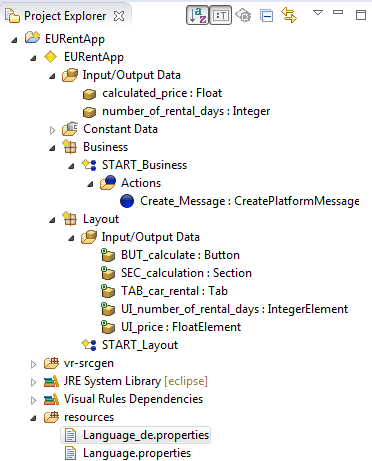 Project Explorer
EURentApp
EURentApp
Input/Output Data
calculated_price : Float
number_of_rental_days : Integer
Constant Data
Business
START_Business
Actions
Create_Message : CreatePlatformMessage
Layout
Input/Output Data
BUT_calculate : Button
SEC_calculation : Section
TAB_car_rental : Tab
UI_number_of_rental_days : IntegerElement
UI_price : FloatElement
START_Layout
vr-srcgen
JRE System Library [eclipse]
Visual Rules Dependencies
resources
Language_de.properties
Language.properties